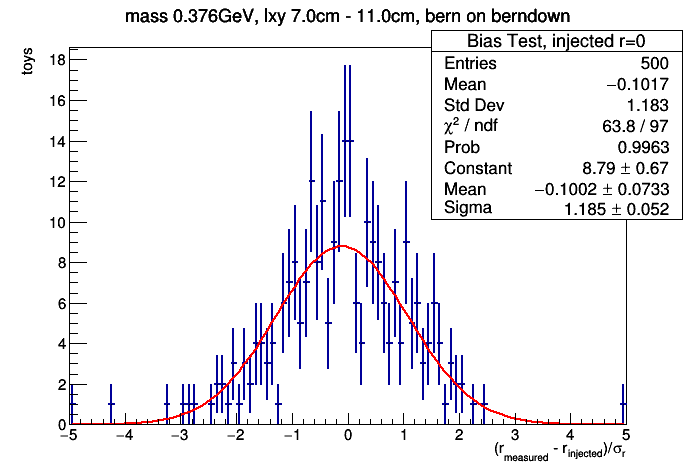 mass 0.376GeV, lxy 7.0cm - 11.0cm, bern on berndown
Bias Test, injected r=0
Entries 500
Mean −0.1017
Std Dev 1.183
χ² / ndf 63.8 / 97
Prob 0.9963
Constant 8.79 ± 0.67
Mean −0.1002 ± 0.0733
Sigma 1.185 ± 0.052
toys
18
16
14
12
10
8
6
4
2
0
−5 −4 −3 −2 −1 0 1 2 3 4 5
(r_measured - r_injected)/σ_r